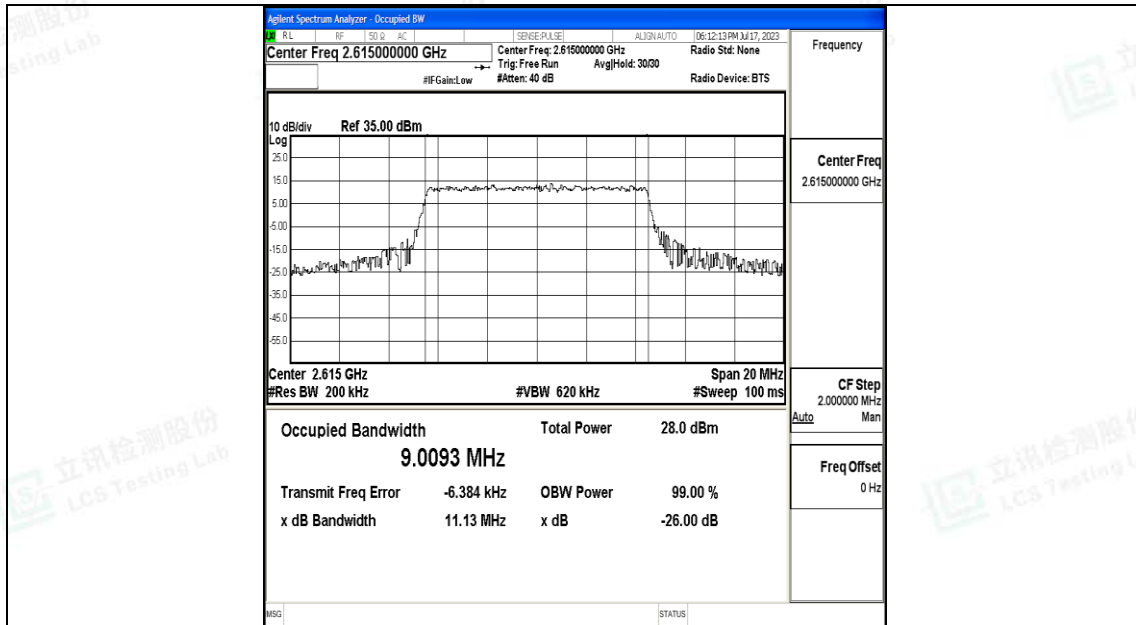 Agilent Spectrum Analyzer - Occupied BW
LXI RL RF 50 Ω AC SENSE:PULSE ALIGN AUTO 06:12:13 PM Jul 17, 2023
Center Freq 2.615000000 GHz
Center Freq: 2.615000000 GHz Radio Std: None
Trig: Free Run Avg|Hold: 30/30
#IFGain:Low #Atten: 40 dB Radio Device: BTS
10 dB/div Ref 35.00 dBm
Log
25.0
15.0
5.00
-5.00
-15.0
-25.0
-35.0
-45.0
-55.0
Center 2.615 GHz Span 20 MHz
#Res BW 200 kHz #VBW 620 kHz #Sweep 100 ms
Occupied Bandwidth Total Power 28.0 dBm
9.0093 MHz
Transmit Freq Error -6.384 kHz OBW Power 99.00 %
x dB Bandwidth 11.13 MHz x dB -26.00 dB
MSG STATUS
Frequency
Center Freq
2.615000000 GHz
CF Step
2.000000 MHz
Auto Man
Freq Offset
0 Hz
立讯检测股份
LCS Testing Lab
立讯检测股份
LCS Testing L
检测股份
sting Lab
立
LCS